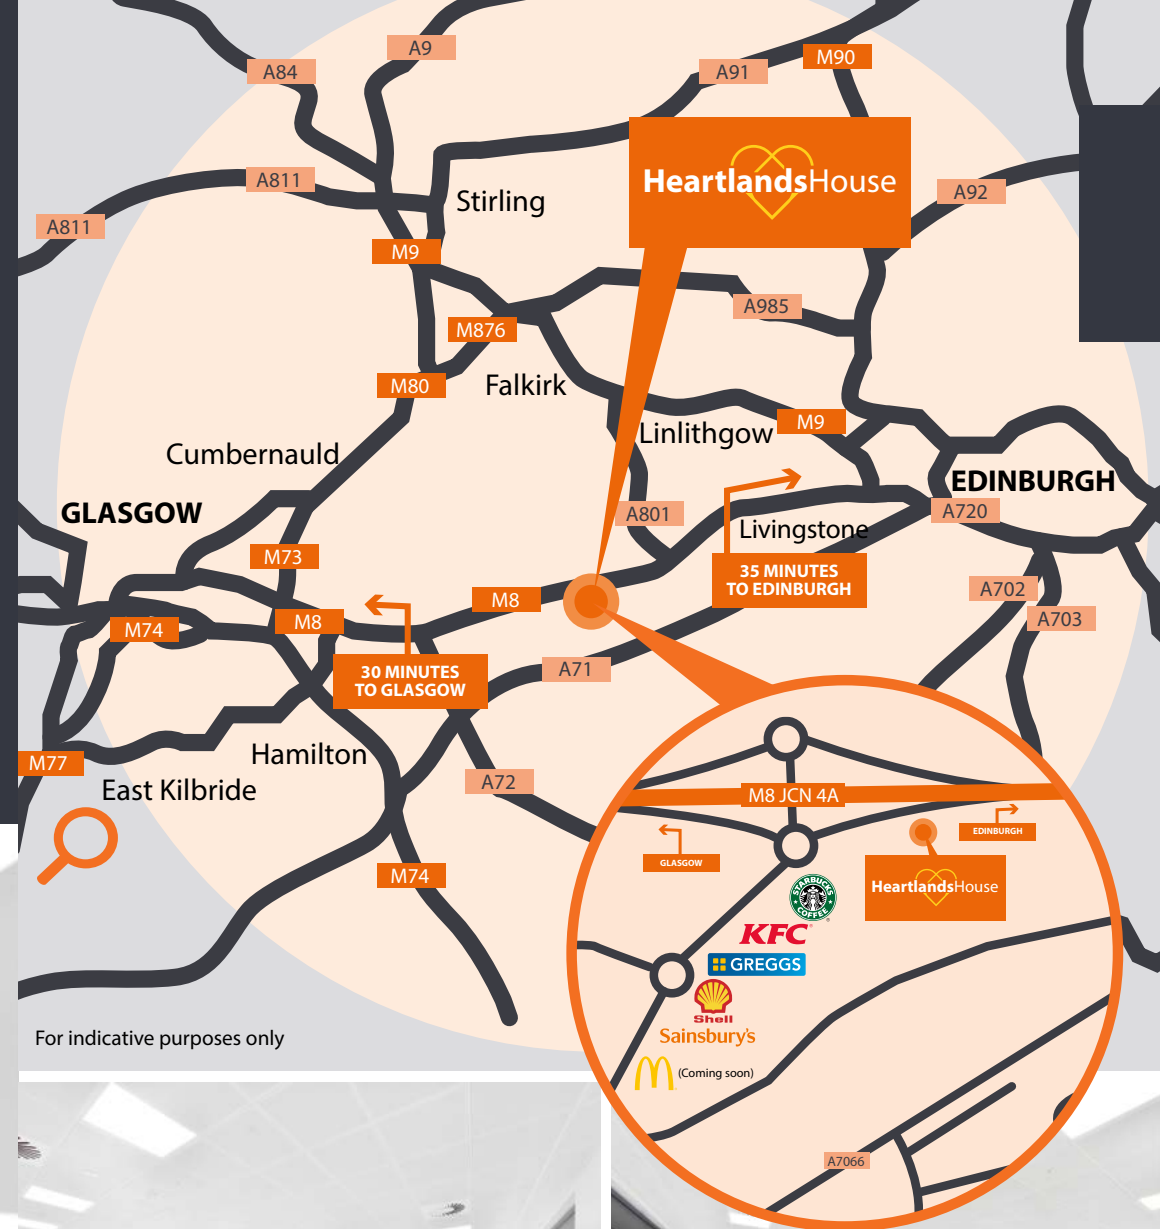 A9
A84
A91
M90
HeartlandsHouse
A811
A92
A811
Stirling
M9
A985
M876
M80
Falkirk
M9
Linlithgow
Cumbernauld
EDINBURGH
GLASGOW
A801
A720
Livingstone
M73
35 MINUTES
TO EDINBURGH
A702
M8
A703
M8
M74
30 MINUTES
TO GLASGOW
A71
Hamilton
M77
East Kilbride
A72
M8 JCN 4A
EDINBURGH
GLASGOW
HeartlandsHouse
M74
STARBUCKS
COFFEE
KFC
GREGGS
Shell
Sainsbury's
For indicative purposes only
(Coming soon)
A7066